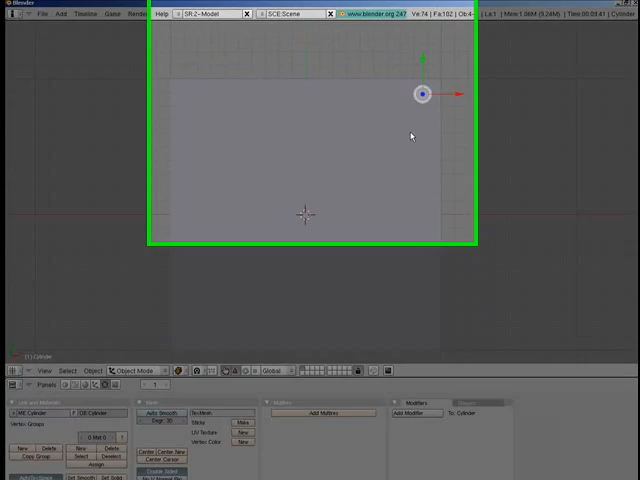 Blender
File Add Timeline Game Render Help SR:2-Model X SCE:Scene X www.blender.org 247 Ve:74 | Fa:102 | Ob:4- La:1 | Mem:1.06M (9.24M) | Time:00:03:41 | Cylinder
(1) Cylinder
View Select Object Object Mode Global
Panels 1
Link and Materials
ME:Cylinder F OB:Cylinder
Vertex Groups
0 Mat 0 ?
New Delete New Delete
Copy Group Select Deselect
Assign
AutoTexSpace Set Smooth Set Solid
Mesh
Auto Smooth TexMesh
Degr: 30 Sticky Make
UV Texture New
Vertex Color New
Center Center New
Center Cursor
Double Sided
Multires
Add Multires
Modifiers
Add Modifier To: Cylinder